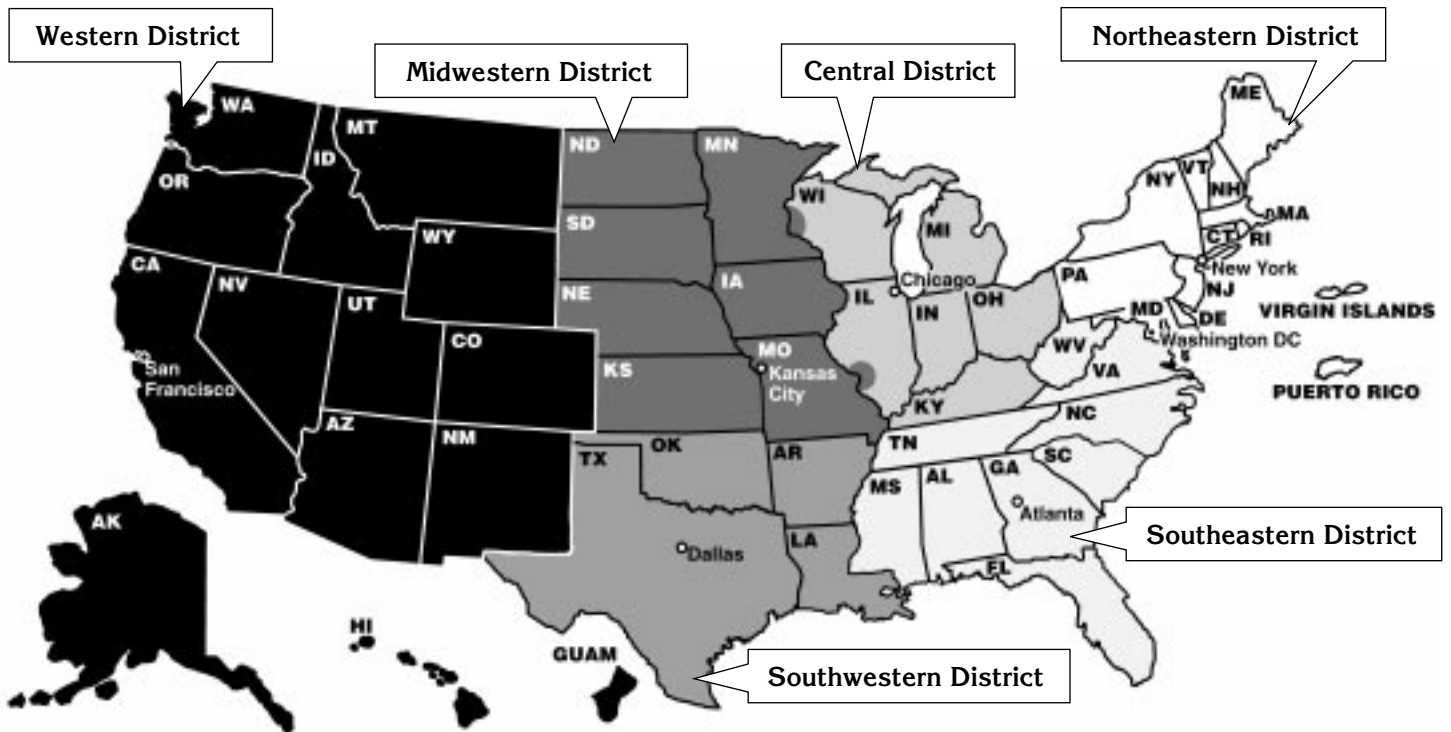 Western District
Midwestern District
Central District
Northeastern District
WA
MT
ND
MN
ME
ID
OR
VT
NY
NH
WI
SD
MA
MI
WY
CT
RI
CA
NV
PA
New York
IA
Chicago
NE
UT
IL
IN
OH
NJ
MD
DE
VIRGIN ISLANDS
CO
WV
Washington DC
MO
San
Francisco
KS
Kansas
City
VA
PUERTO RICO
KY
NC
AZ
NM
OK
TN
TX
AR
SC
GA
MS
AL
AK
Atlanta
Southeastern District
LA
Dallas
FL
HI
GUAM
Southwestern District